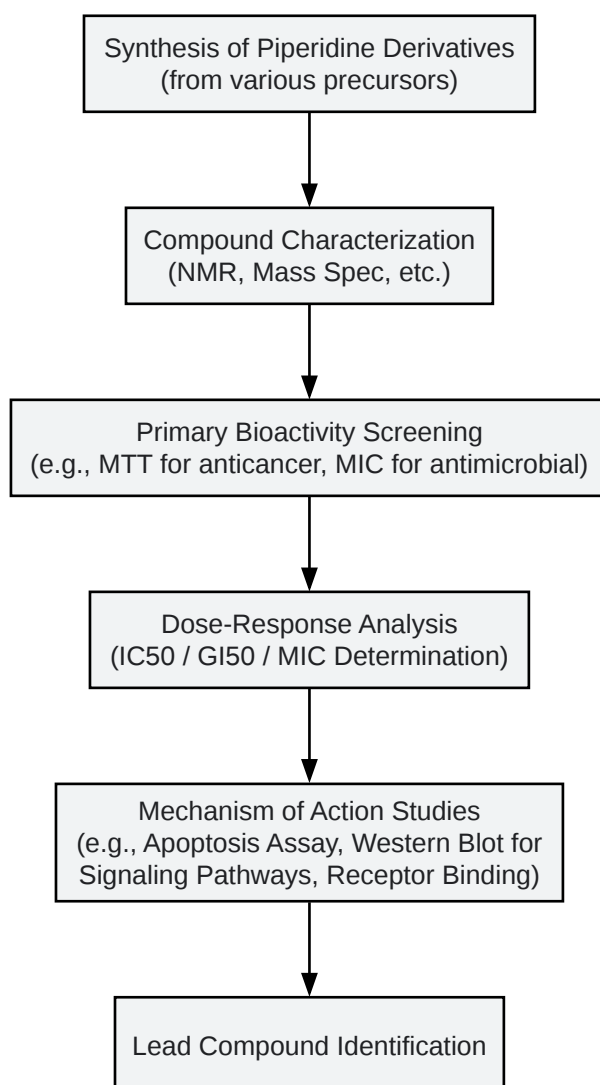 Synthesis of Piperidine Derivatives
(from various precursors)
Compound Characterization
(NMR, Mass Spec, etc.)
Primary Bioactivity Screening
(e.g., MTT for anticancer, MIC for antimicrobial)
Dose-Response Analysis
(IC50 / GI50 / MIC Determination)
Mechanism of Action Studies
(e.g., Apoptosis Assay, Western Blot for
Signaling Pathways, Receptor Binding)
Lead Compound Identification